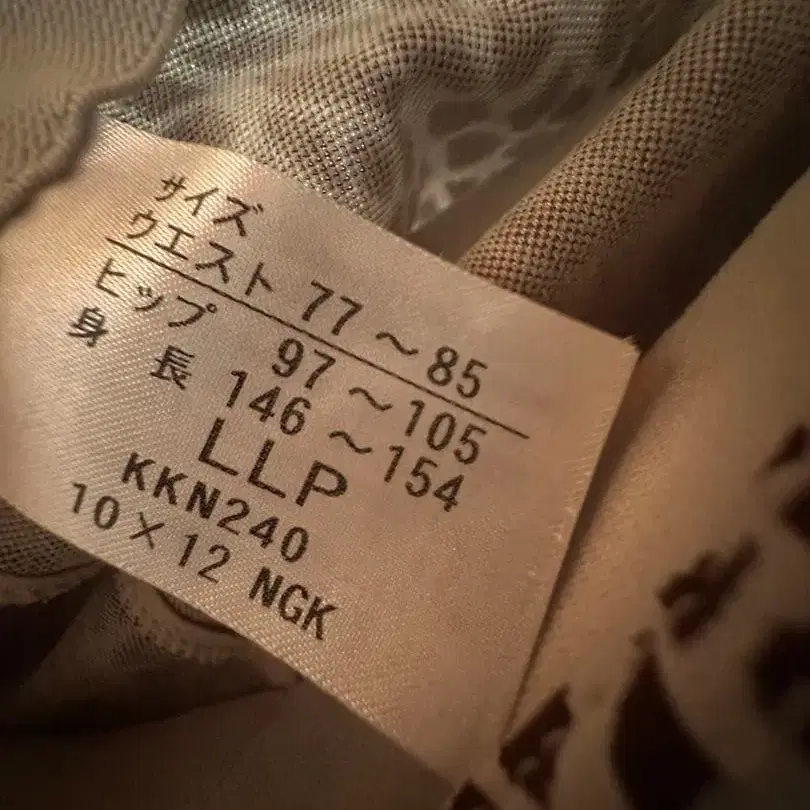 サイズ
ウエスト 77〜85
ヒップ 97〜105
身長 146〜154
LLP
KKN240
10×12 NGK